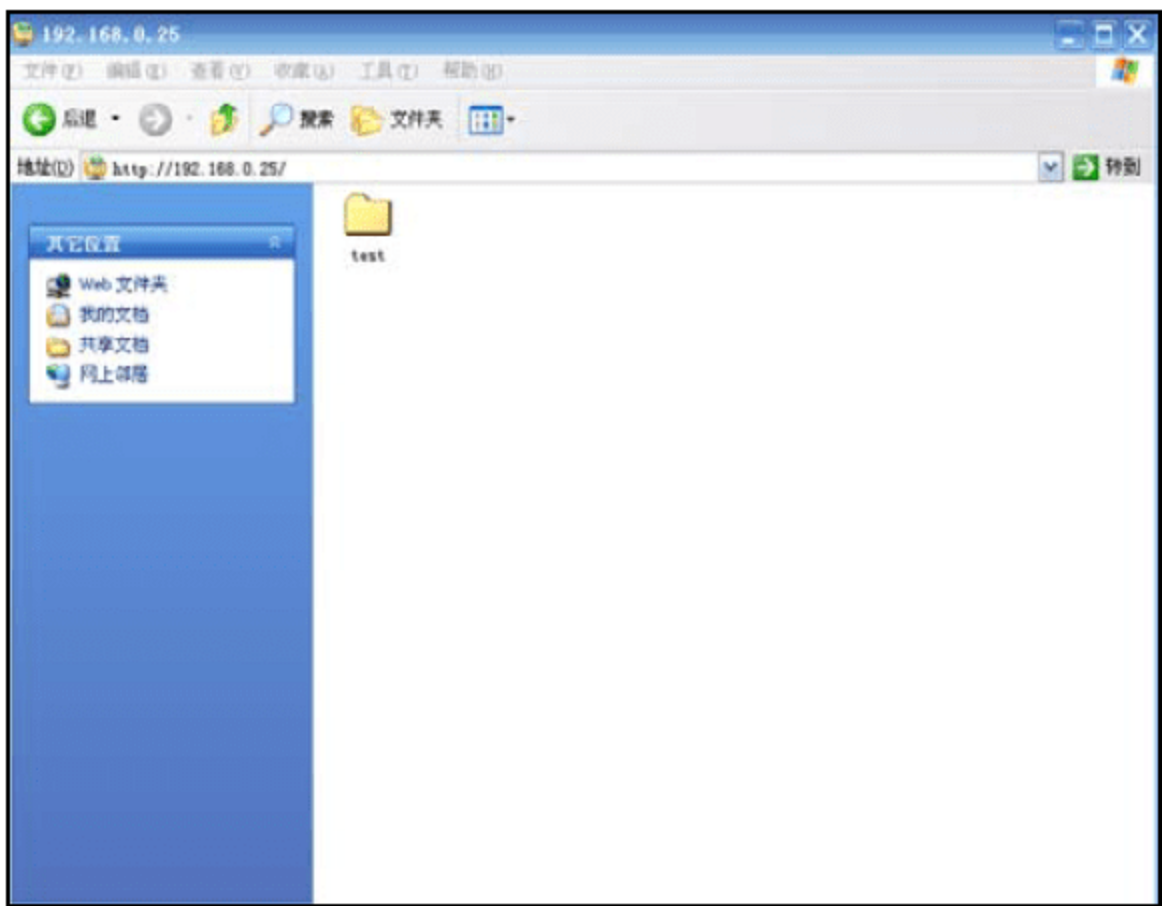 192.168.0.25
文件(F) 编辑(E) 查看(V) 收藏(A) 工具(T) 帮助(H)
后退 搜索 文件夹
地址(D) http://192.168.0.25/ 转到
其它位置
test
Web 文件夹
我的文档
共享文档
网上邻居